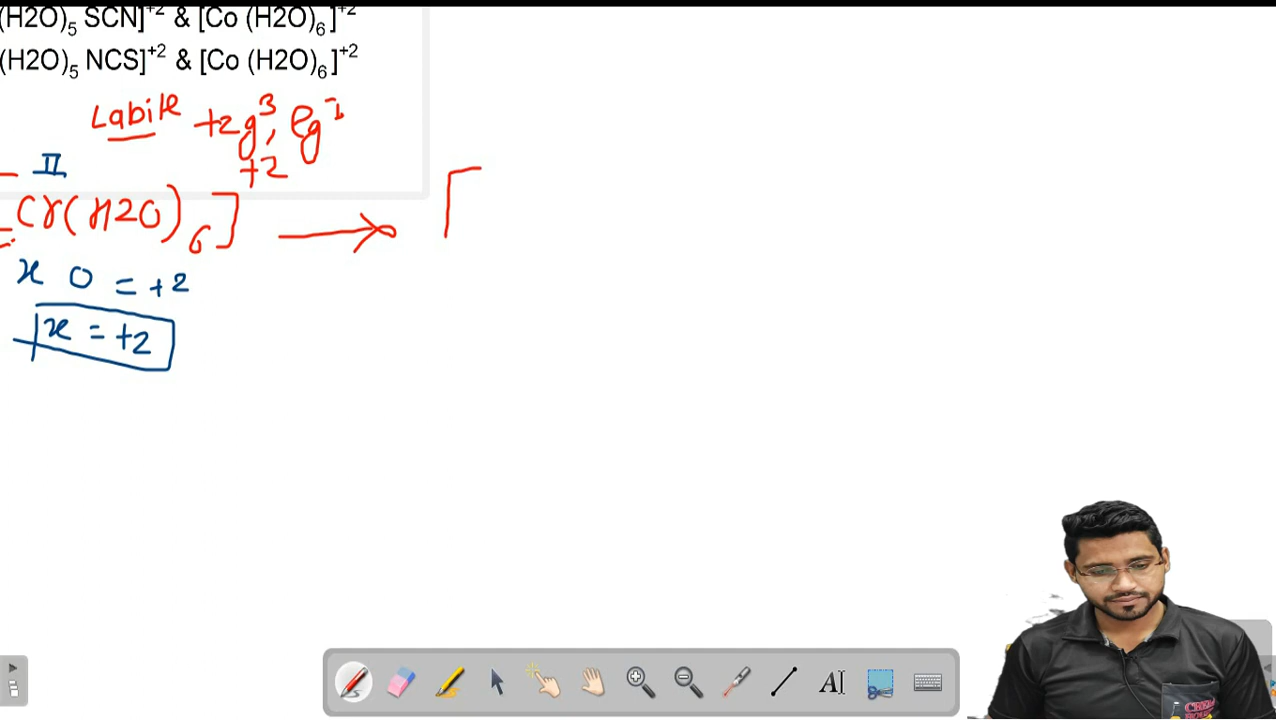 (H2O)₅ SCN]⁺² & [Co (H2O)₆]⁺²
(H2O)₅ NCS]⁺² & [Co (H2O)₆]⁺²
Labile t2g³, eg¹
II +2
[Cr(H2O)₆] → [
x 0 = +2
x = +2
AI